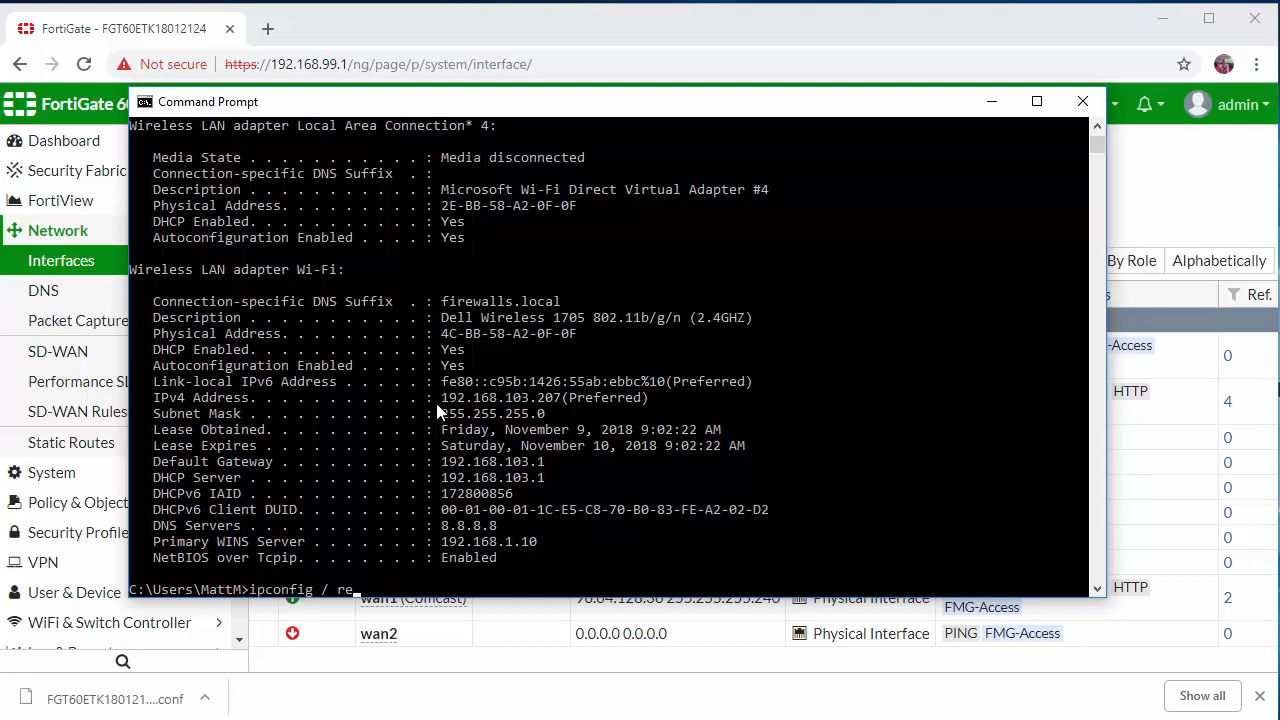 FortiGate - FGT60ETK18012124
Not secure https://192.168.99.1/ng/page/p/system/interface/
FortiGate 60
admin
Command Prompt
Dashboard
Security Fabric
FortiView
Network
Interfaces
DNS
Packet Capture
SD-WAN
Performance SL
SD-WAN Rules
Static Routes
System
Policy & Object
Security Profile
VPN
User & Device
WiFi & Switch Controller
Wireless LAN adapter Local Area Connection* 4:
Media State . . . . . . . . . . . : Media disconnected
Connection-specific DNS Suffix  . :
Description . . . . . . . . . . . : Microsoft Wi-Fi Direct Virtual Adapter #4
Physical Address. . . . . . . . . : 2E-BB-58-A2-0F-0F
DHCP Enabled. . . . . . . . . . . : Yes
Autoconfiguration Enabled . . . . : Yes
Wireless LAN adapter Wi-Fi:
Connection-specific DNS Suffix  . : firewalls.local
Description . . . . . . . . . . . : Dell Wireless 1705 802.11b/g/n (2.4GHZ)
Physical Address. . . . . . . . . : 4C-BB-58-A2-0F-0F
DHCP Enabled. . . . . . . . . . . : Yes
Autoconfiguration Enabled . . . . : Yes
Link-local IPv6 Address . . . . . : fe80::c95b:1426:55ab:ebbc%10(Preferred)
IPv4 Address. . . . . . . . . . . : 192.168.103.207(Preferred)
Subnet Mask . . . . . . . . . . . : 255.255.255.0
Lease Obtained. . . . . . . . . . : Friday, November 9, 2018 9:02:22 AM
Lease Expires . . . . . . . . . . : Saturday, November 10, 2018 9:02:22 AM
Default Gateway . . . . . . . . . : 192.168.103.1
DHCP Server . . . . . . . . . . . : 192.168.103.1
DHCPv6 IAID . . . . . . . . . . . : 172800856
DHCPv6 Client DUID. . . . . . . . : 00-01-00-01-1C-E5-C8-70-B0-83-FE-A2-02-D2
DNS Servers . . . . . . . . . . . : 8.8.8.8
Primary WINS Server . . . . . . . : 192.168.1.10
NetBIOS over Tcpip. . . . . . . . : Enabled
C:\Users\MattM>ipconfig / re
By Role Alphabetically
s Ref.
-Access 0
HTTP 4
0
0
0
0
0
0
HTTP
wan1 (Comcast) Physical Interface FMG-Access 2
wan2 0.0.0.0 0.0.0.0 Physical Interface PING FMG-Access 0
FGT60ETK180121....conf
Show all